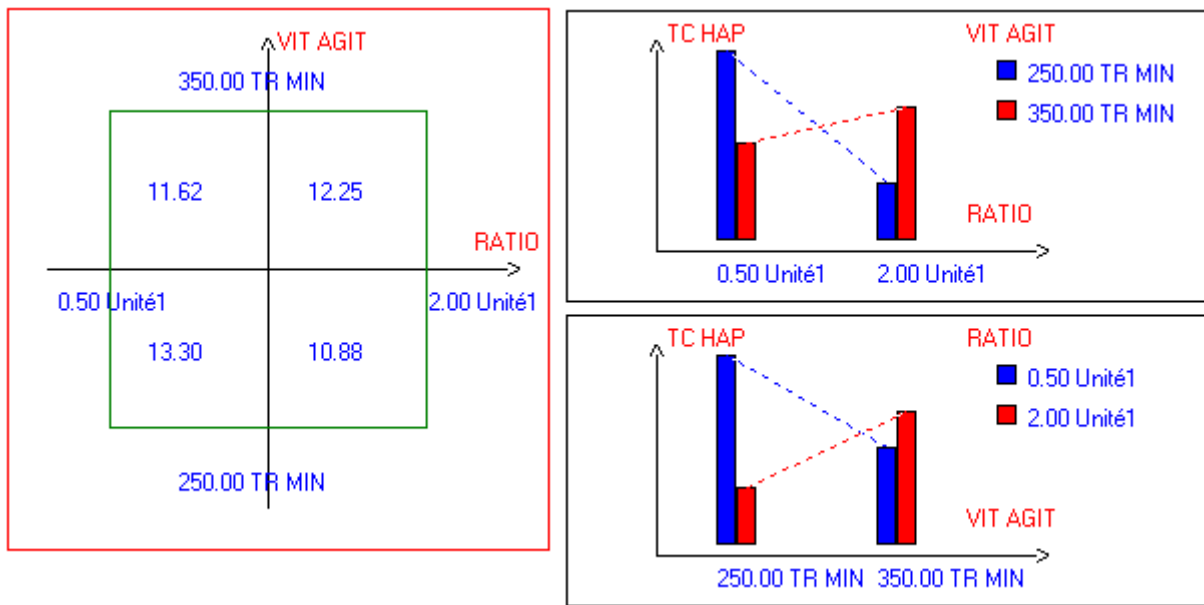 VIT AGIT
350.00 TR MIN
11.62 12.25
RATIO
0.50 Unité1 2.00 Unité1
13.30 10.88
250.00 TR MIN
TC HAP VIT AGIT
250.00 TR MIN
350.00 TR MIN
RATIO
0.50 Unité1 2.00 Unité1
TC HAP RATIO
0.50 Unité1
2.00 Unité1
VIT AGIT
250.00 TR MIN 350.00 TR MIN